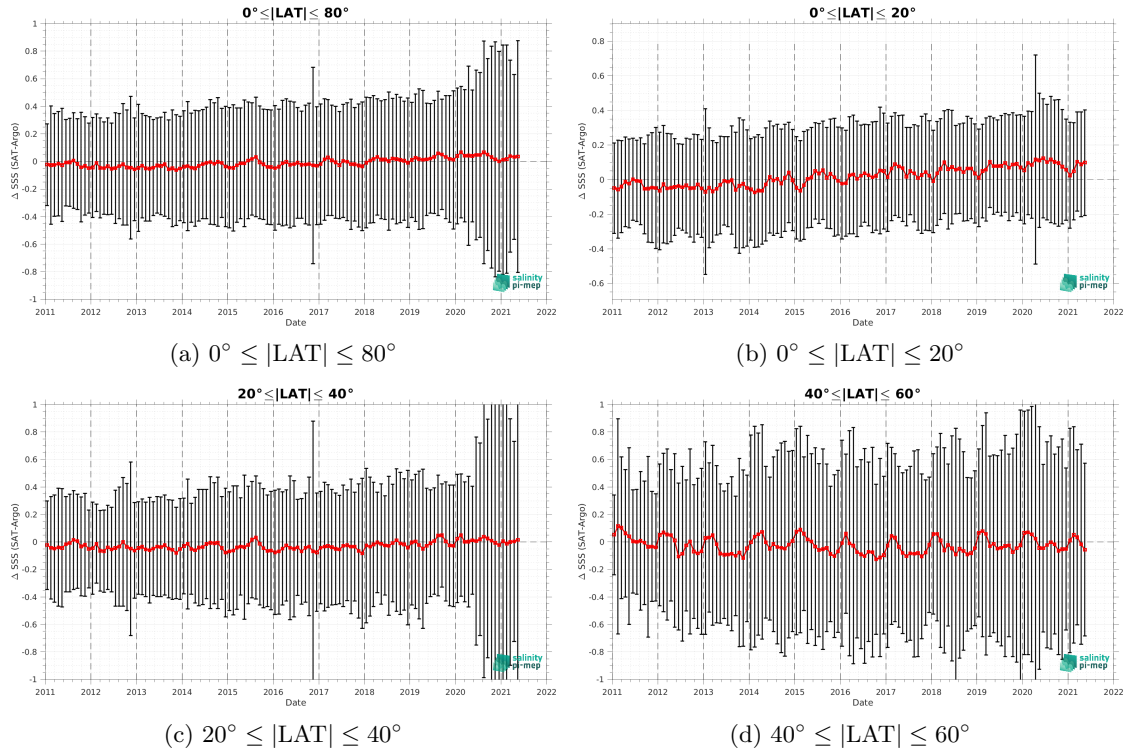 0°≤|LAT|≤ 80°
1
0.8
0.6
0.4
0.2
0
-0.2
-0.4
-0.6
-0.8
-1
Δ SSS (SAT-Argo)
salinity
pi-mep
2011 2012 2013 2014 2015 2016 2017 2018 2019 2020 2021 2022
Date
(a) 0° ≤ |LAT| ≤ 80°
0°≤|LAT|≤ 20°
0.8
0.6
0.4
0.2
0
-0.2
-0.4
-0.6
Δ SSS (SAT-Argo)
salinity
pi-mep
2011 2012 2013 2014 2015 2016 2017 2018 2019 2020 2021 2022
Date
(b) 0° ≤ |LAT| ≤ 20°
20°≤|LAT|≤ 40°
1
0.8
0.6
0.4
0.2
0
-0.2
-0.4
-0.6
-0.8
-1
Δ SSS (SAT-Argo)
salinity
pi-mep
2011 2012 2013 2014 2015 2016 2017 2018 2019 2020 2021 2022
Date
(c) 20° ≤ |LAT| ≤ 40°
40°≤|LAT|≤ 60°
1
0.8
0.6
0.4
0.2
0
-0.2
-0.4
-0.6
-0.8
-1
Δ SSS (SAT-Argo)
salinity
pi-mep
2011 2012 2013 2014 2015 2016 2017 2018 2019 2020 2021 2022
Date
(d) 40° ≤ |LAT| ≤ 60°